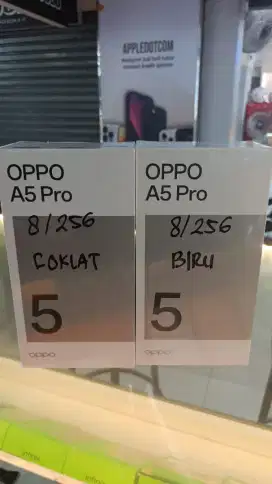 APPLEDOTCOM
OPPO
A5 Pro
8/256
COKLAT
5
oppo
OPPO
A5 Pro
8/256
BIRU
5
oppo